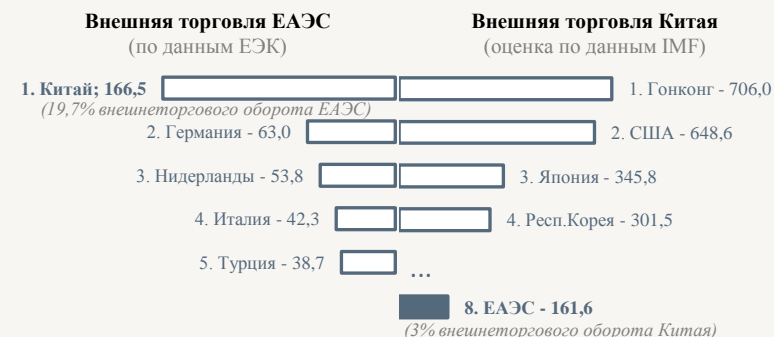 Внешняя торговля ЕАЭС
(по данным ЕЭК)
1. Китай; 166,5
(19,7% внешнеторгового оборота ЕАЭС)
2. Германия - 63,0
3. Нидерланды - 53,8
4. Италия - 42,3
5. Турция - 38,7
Внешняя торговля Китая
(оценка по данным IMF)
1. Гонконг - 706,0
2. США - 648,6
3. Япония - 345,8
4. Респ.Корея - 301,5
...
8. ЕАЭС - 161,6
(3% внешнеторгового оборота Китая)